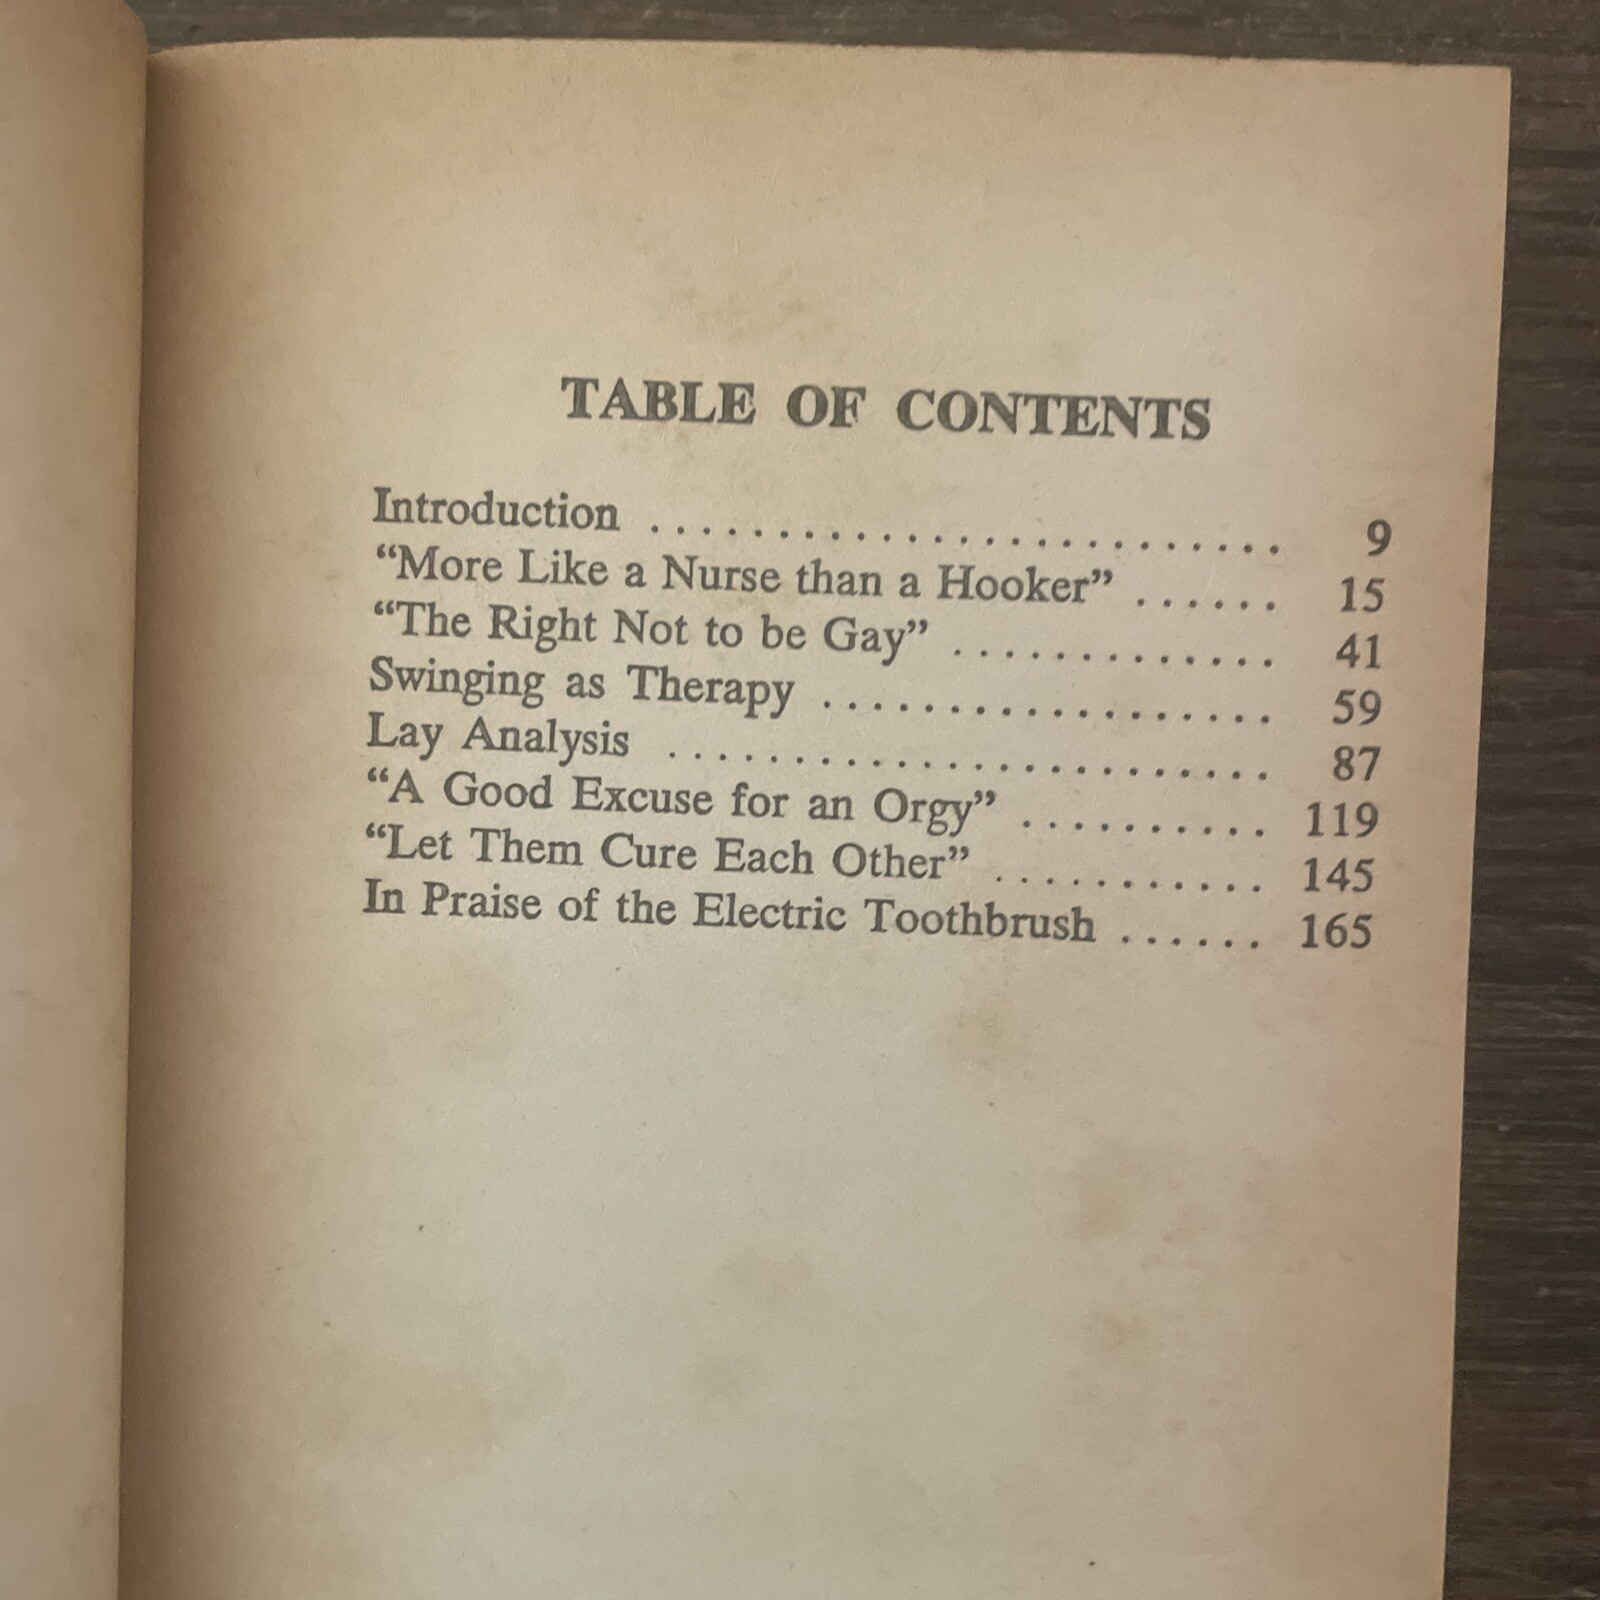 TABLE OF CONTENTS
Introduction ......................... 9
“More Like a Nurse than a Hooker” ...... 15
“The Right Not to be Gay” ............. 41
Swinging as Therapy .................. 59
Lay Analysis ........................ 87
“A Good Excuse for an Orgy” .......... 119
“Let Them Cure Each Other” ........... 145
In Praise of the Electric Toothbrush ...... 165